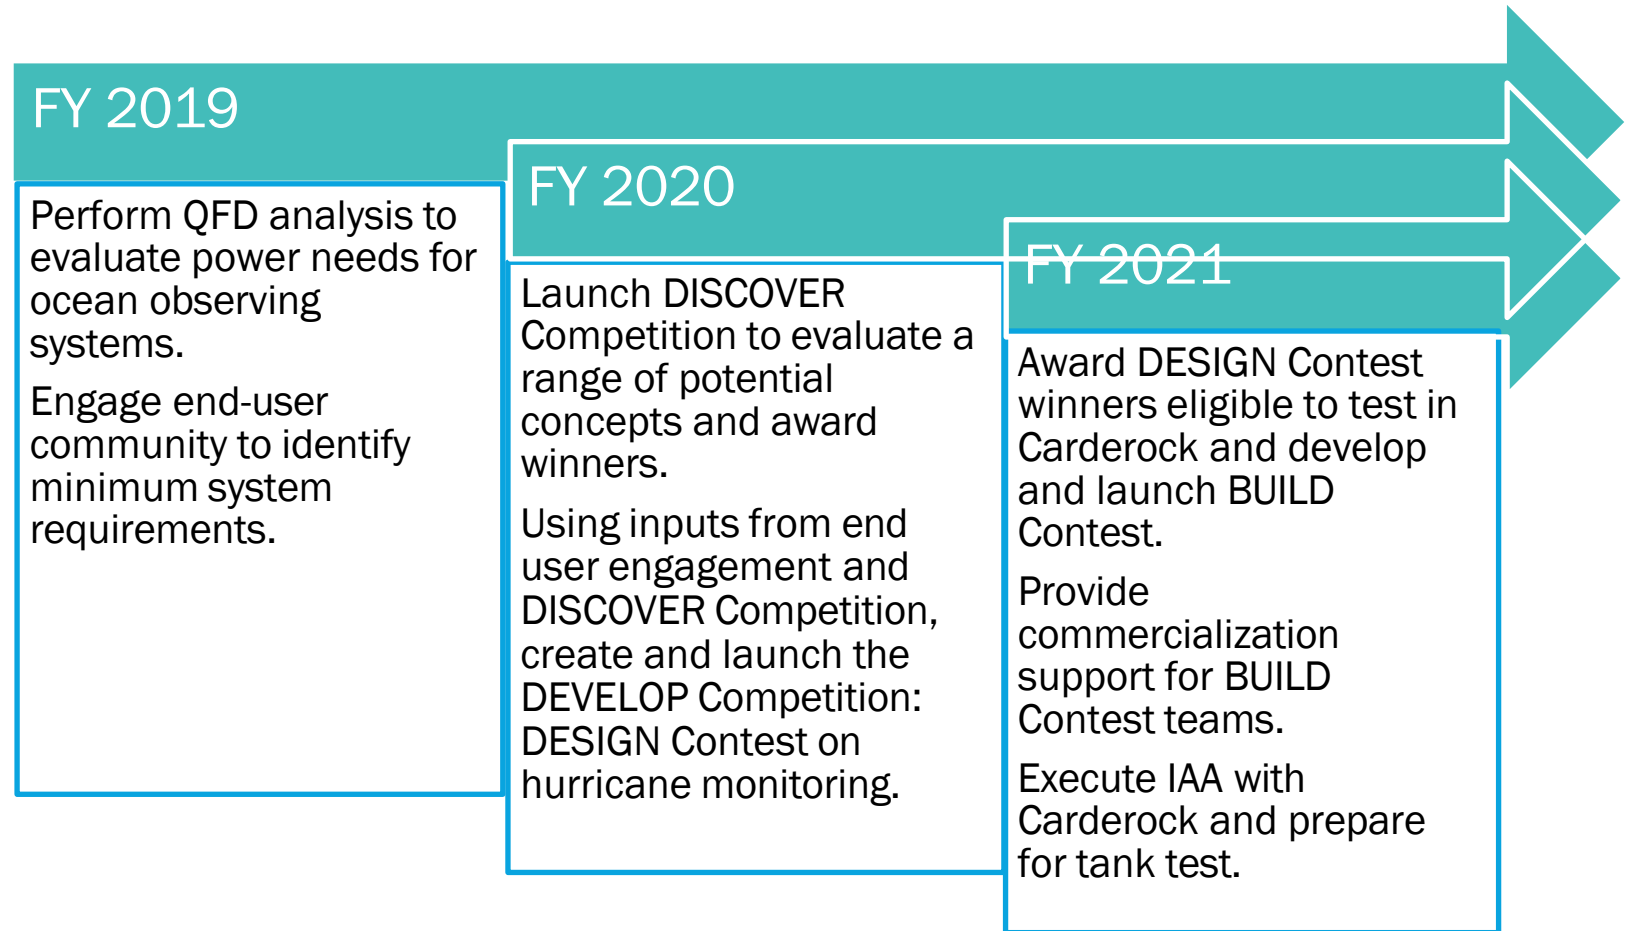 FY 2019
Perform QFD analysis to
evaluate power needs for
ocean observing
systems.
Engage end-user
community to identify
minimum system
requirements.
FY 2020
Launch DISCOVER
Competition to evaluate a
range of potential
concepts and award
winners.
Using inputs from end
user engagement and
DISCOVER Competition,
create and launch the
DEVELOP Competition:
DESIGN Contest on
hurricane monitoring.
FY 2021
Award DESIGN Contest
winners eligible to test in
Carderock and develop
and launch BUILD
Contest.
Provide
commercialization
support for BUILD
Contest teams.
Execute IAA with
Carderock and prepare
for tank test.